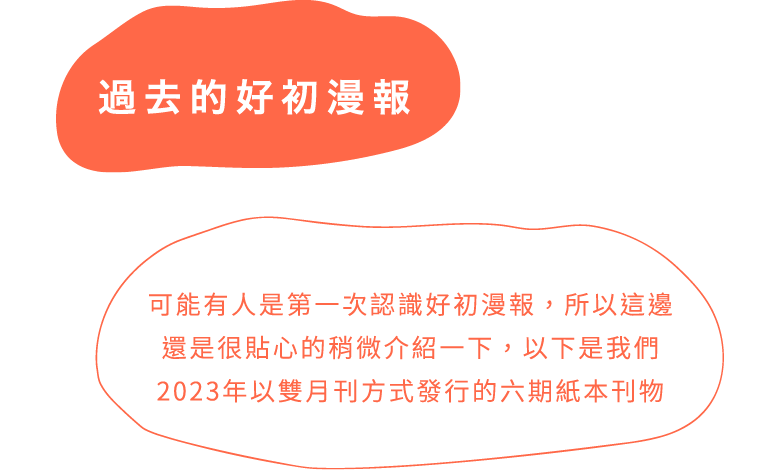 過去的好初漫報
可能有人是第一次認識好初漫報，所以這邊
還是很貼心的稍微介紹一下，以下是我們
2023年以雙月刊方式發行的六期紙本刊物